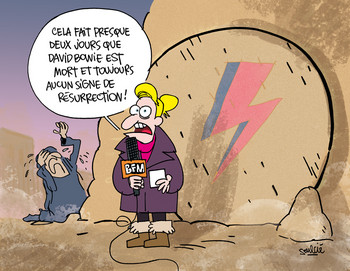 CELA FAIT PRESQUE
DEUX JOURS QUE
DAVID BOWIE EST
MORT ET TOUJOURS
AUCUN SIGNE DE
RÉSURRECTION!
BFM